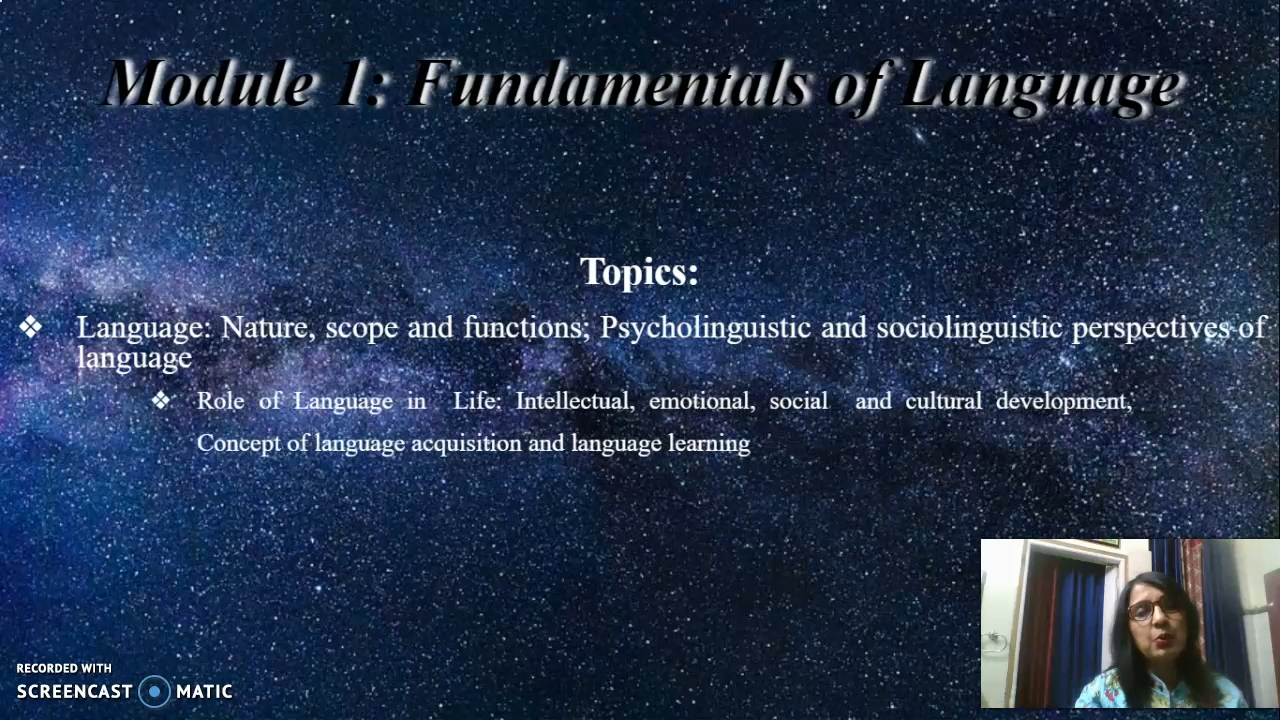 Module 1: Fundamentals of Language
Topics:
❖ Language: Nature, scope and functions; Psycholinguistic and sociolinguistic perspectives of
language
❖ Role of Language in Life: Intellectual, emotional, social and cultural development,
Concept of language acquisition and language learning
RECORDED WITH
SCREENCAST MATIC